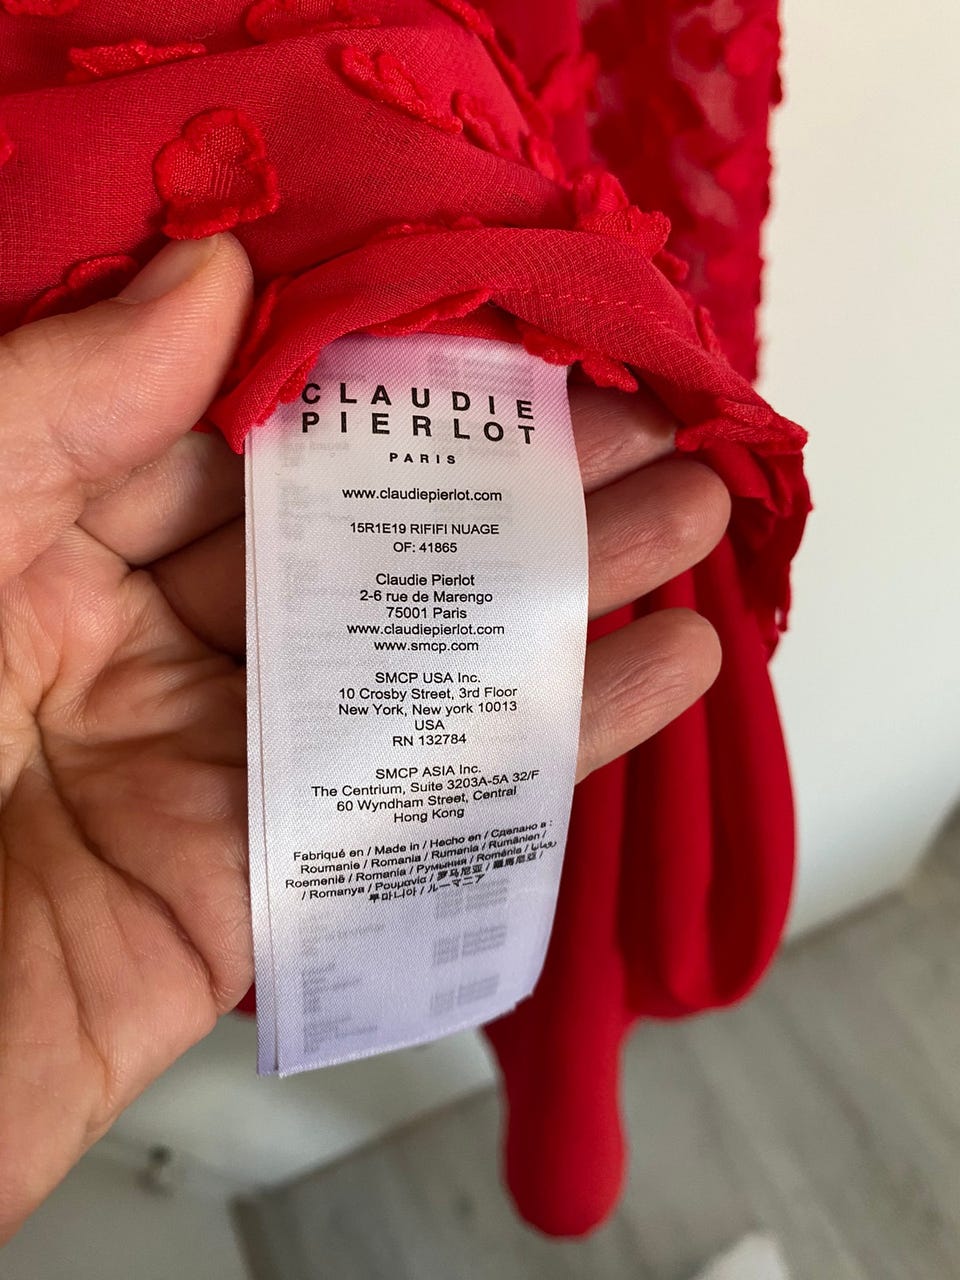 CLAUDIE
PIERLOT
PARIS
www.claudiepierlot.com
15R1E19 RIFIFI NUAGE
OF: 41865
Claudie Pierlot
2-6 rue de Marengo
75001 Paris
www.claudiepierlot.com
www.smcp.com
SMCP USA Inc.
10 Crosby Street, 3rd Floor
New York, New york 10013
USA
RN 132784
SMCP ASIA Inc.
The Centrium, Suite 3203A-5A 32/F
60 Wyndham Street, Central
Hong Kong
Fabriqué en / Made in / Hecho en / Сделано в :
Roumanie / Romania / Rumania / Rumänien /
Roemenië / Romania / Румыния / Roménia / رومانيا
/ Romanya / Ρουμανία / 罗马尼亚 / 羅馬尼亞 /
루마니아 / ルーマニア